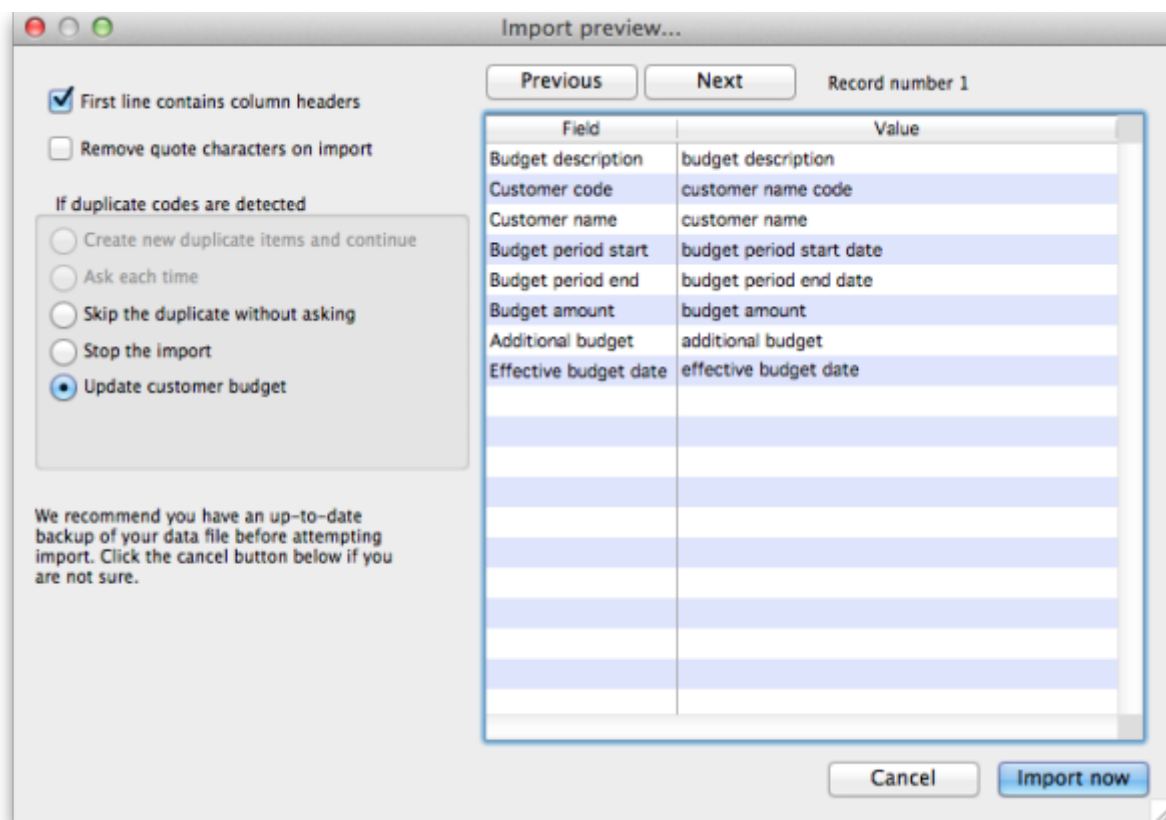 Import preview...
First line contains column headers
Remove quote characters on import
If duplicate codes are detected
Create new duplicate items and continue
Ask each time
Skip the duplicate without asking
Stop the import
Update customer budget
We recommend you have an up-to-date
backup of your data file before attempting
import. Click the cancel button below if you
are not sure.
Previous Next Record number 1
Field Value
Budget description budget description
Customer code customer name code
Customer name customer name
Budget period start budget period start date
Budget period end budget period end date
Budget amount budget amount
Additional budget additional budget
Effective budget date effective budget date
Cancel Import now